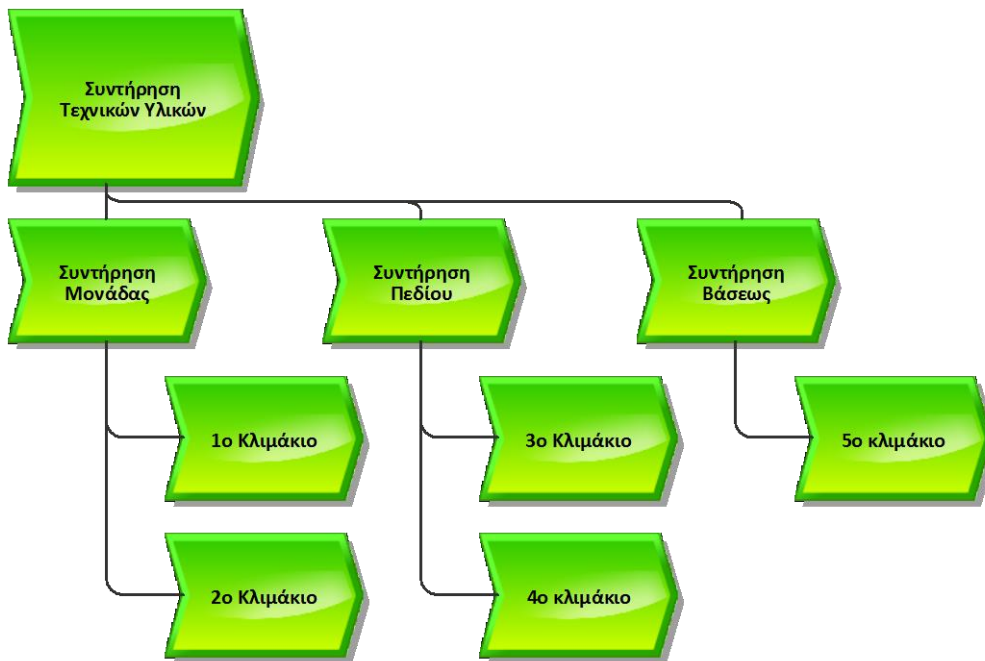 Συντήρηση
Τεχνικών Υλικών
Συντήρηση
Μονάδας
Συντήρηση
Πεδίου
Συντήρηση
Βάσεως
1ο Κλιμάκιο
3ο Κλιμάκιο
5ο κλιμάκιο
2ο Κλιμάκιο
4ο κλιμάκιο